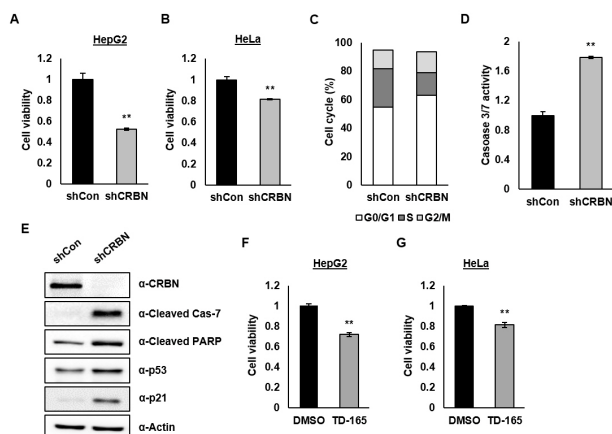 A
HepG2
Cell viability
1.2
1
0.8
0.6
0.4
0.2
0
**
shCon shCRBN
B
HeLa
Cell viability
1.2
1
0.8
0.6
0.4
0.2
0
**
shCon shCRBN
C
Cell cycle (%)
100
80
60
40
20
0
shCon shCRBN
G0/G1 S G2/M
D
Casoase 3/7 activity
2
1.6
1.2
0.8
0.4
0
**
shCon shCRBN
E
shCon shCRBN
α-CRBN
α-Cleaved Cas-7
α-Cleaved PARP
α-p53
α-p21
α-Actin
F
HepG2
Cell viability
1.2
1
0.8
0.6
0.4
0.2
0
**
DMSO TD-165
G
HeLa
Cell viability
1.2
1
0.8
0.6
0.4
0.2
0
**
DMSO TD-165